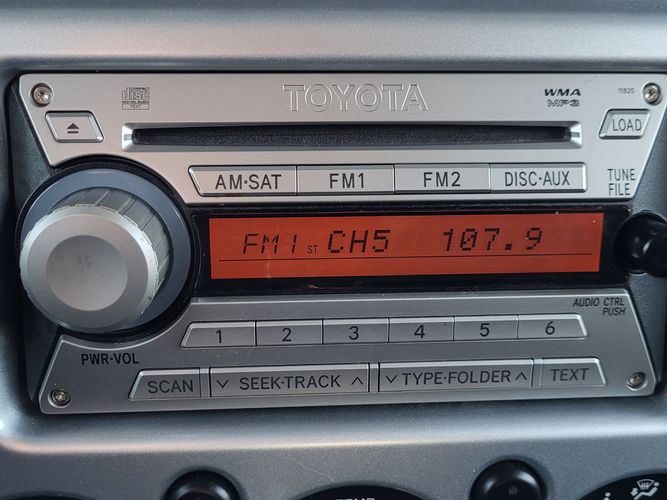 disc
TOYOTA
WMA
MP3
11825
LOAD
AM·SAT
FM1
FM2
DISC·AUX
TUNE
FILE
FM1 ST CH5 107.9
AUDIO CTRL
PUSH
1
2
3
4
5
6
PWR·VOL
SCAN
∨ SEEK·TRACK ∧
∨ TYPE·FOLDER ∧
TEXT